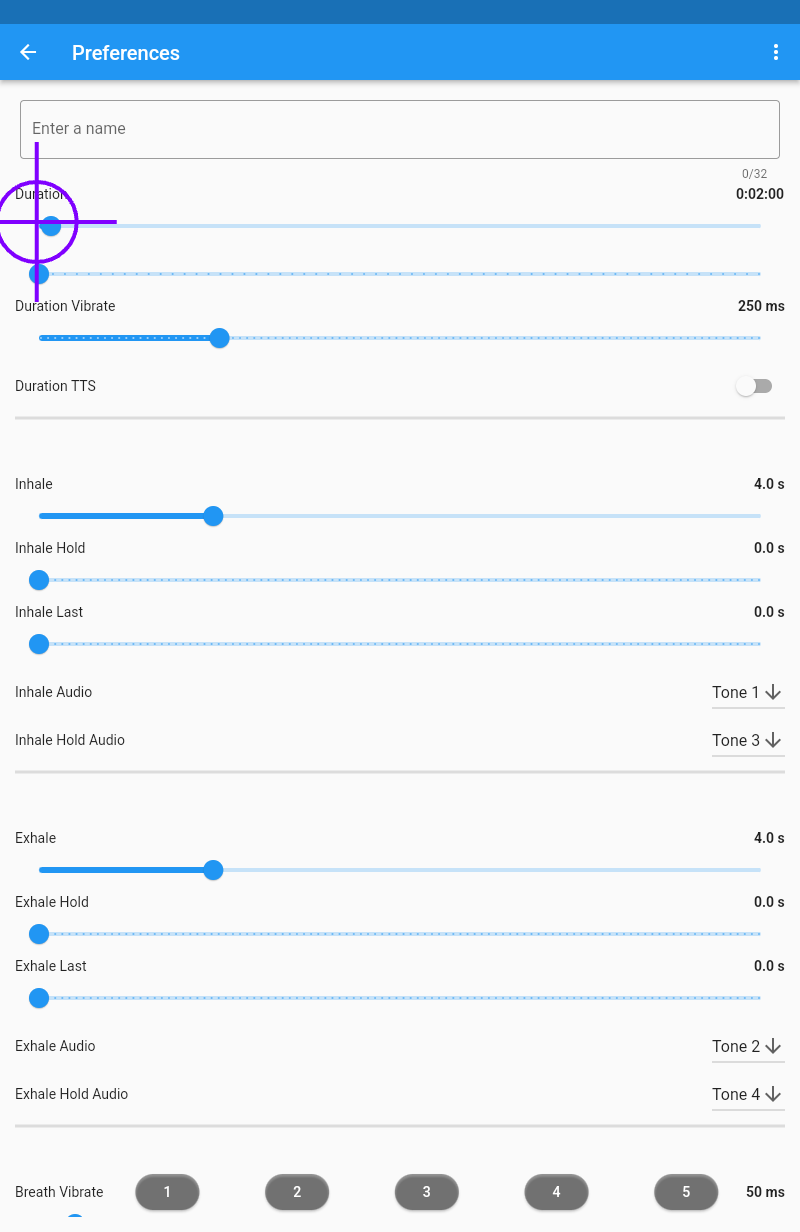 Preferences
Enter a name
0/32
Duration 0:02:00
Duration Vibrate 250 ms
Duration TTS
Inhale 4.0 s
Inhale Hold 0.0 s
Inhale Last 0.0 s
Inhale Audio Tone 1
Inhale Hold Audio Tone 3
Exhale 4.0 s
Exhale Hold 0.0 s
Exhale Last 0.0 s
Exhale Audio Tone 2
Exhale Hold Audio Tone 4
Breath Vibrate 1 2 3 4 5 50 ms